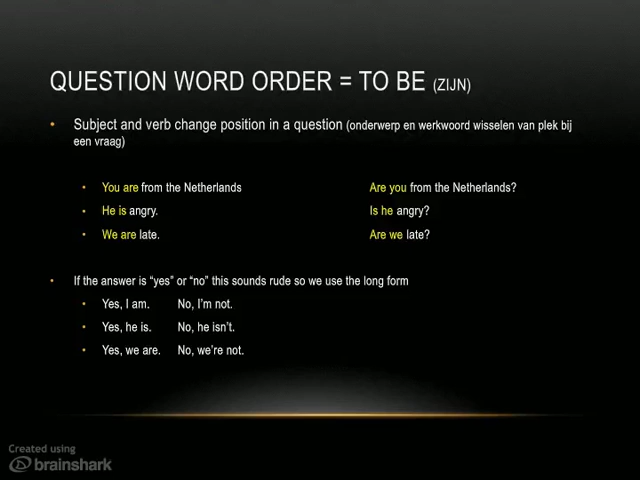 QUESTION WORD ORDER = TO BE (ZIJN)
• Subject and verb change position in a question (onderwerp en werkwoord wisselen van plek bij
een vraag)
• You are from the Netherlands Are you from the Netherlands?
• He is angry. Is he angry?
• We are late. Are we late?
• If the answer is “yes” or “no” this sounds rude so we use the long form
• Yes, I am. No, I’m not.
• Yes, he is. No, he isn’t.
• Yes, we are. No, we’re not.
Created using
brainshark